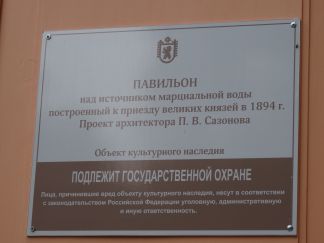 ПАВИЛЬОН
над источником марциальной воды
построенный к приезду великих князей в 1894 г.
Проект архитектора П. В. Сазонова
Объект культурного наследия
ПОДЛЕЖИТ ГОСУДАРСТВЕННОЙ ОХРАНЕ
Лица, причинившие вред объекту культурного наследия, несут в соответствии
с законодательством Российской Федерации уголовную, административную
и иную ответственность.